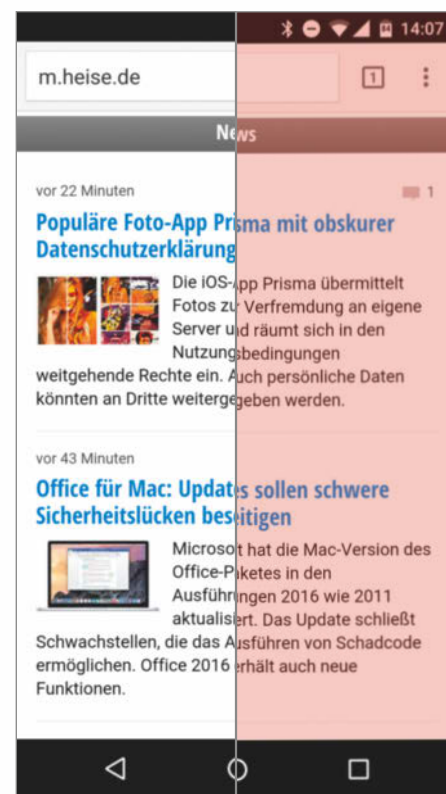 14:07
m.heise.de
1
News
vor 22 Minuten
1
Populäre Foto-App Prisma mit obskurer
Datenschutzerklärung
Die iOS-App Prisma übermittelt
Fotos zur Verfremdung an eigene
Server und räumt sich in den
Nutzungsbedingungen
weitgehende Rechte ein. Auch persönliche Daten
könnten an Dritte weitergegeben werden.
vor 43 Minuten
Office für Mac: Updates sollen schwere
Sicherheitslücken beseitigen
Microsoft hat die Mac-Version des
Office-Paketes in den
Ausführungen 2016 wie 2011
aktualisiert. Das Update schließt
Schwachstellen, die das Ausführen von Schadcode
ermöglichen. Office 2016 erhält auch neue
Funktionen.